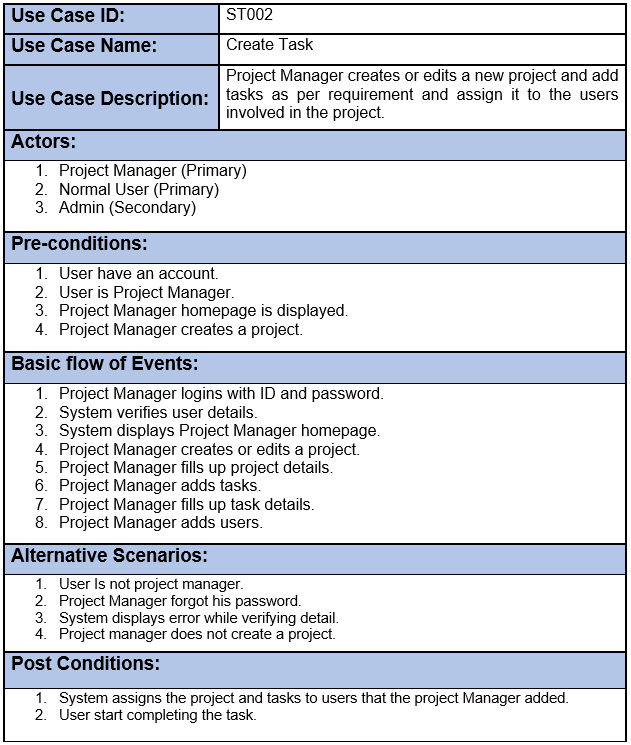 Use Case ID: ST002
Use Case Name: Create Task
Use Case Description: Project Manager creates or edits a new project and add
tasks as per requirement and assign it to the users
involved in the project.
Actors:
1. Project Manager (Primary)
2. Normal User (Primary)
3. Admin (Secondary)
Pre-conditions:
1. User have an account.
2. User is Project Manager.
3. Project Manager homepage is displayed.
4. Project Manager creates a project.
Basic flow of Events:
1. Project Manager logins with ID and password.
2. System verifies user details.
3. System displays Project Manager homepage.
4. Project Manager creates or edits a project.
5. Project Manager fills up project details.
6. Project Manager adds tasks.
7. Project Manager fills up task details.
8. Project Manager adds users.
Alternative Scenarios:
1. User Is not project manager.
2. Project Manager forgot his password.
3. System displays error while verifying detail.
4. Project manager does not create a project.
Post Conditions:
1. System assigns the project and tasks to users that the project Manager added.
2. User start completing the task.